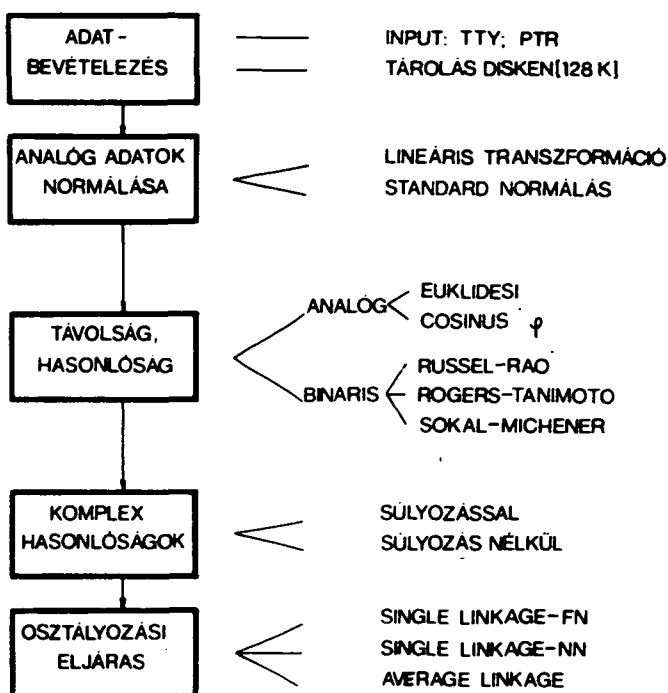 ADAT-
BEVÉTELEZÉS
INPUT: TTY; PTR
TÁROLÁS DISKEN[128 K]
ANALÓG ADATOK
NORMÁLÁSA
LINEÁRIS TRANSZFORMÁCIÓ
STANDARD NORMÁLÁS
TÁVOLSÁG,
HASONLÓSÁG
ANALÓG
EUKLIDESI
COSINUS φ
BINARIS
RUSSEL-RAO
ROGERS-TANIMOTO
SOKAL-MICHENER
KOMPLEX
HASONLÓSÁGOK
SÚLYOZÁSSAL
SÚLYOZÁS NÉLKÜL
OSZTÁLYOZÁSI
ELJÁRAS
SINGLE LINKAGE-FN
SINGLE LINKAGE-NN
AVERAGE LINKAGE